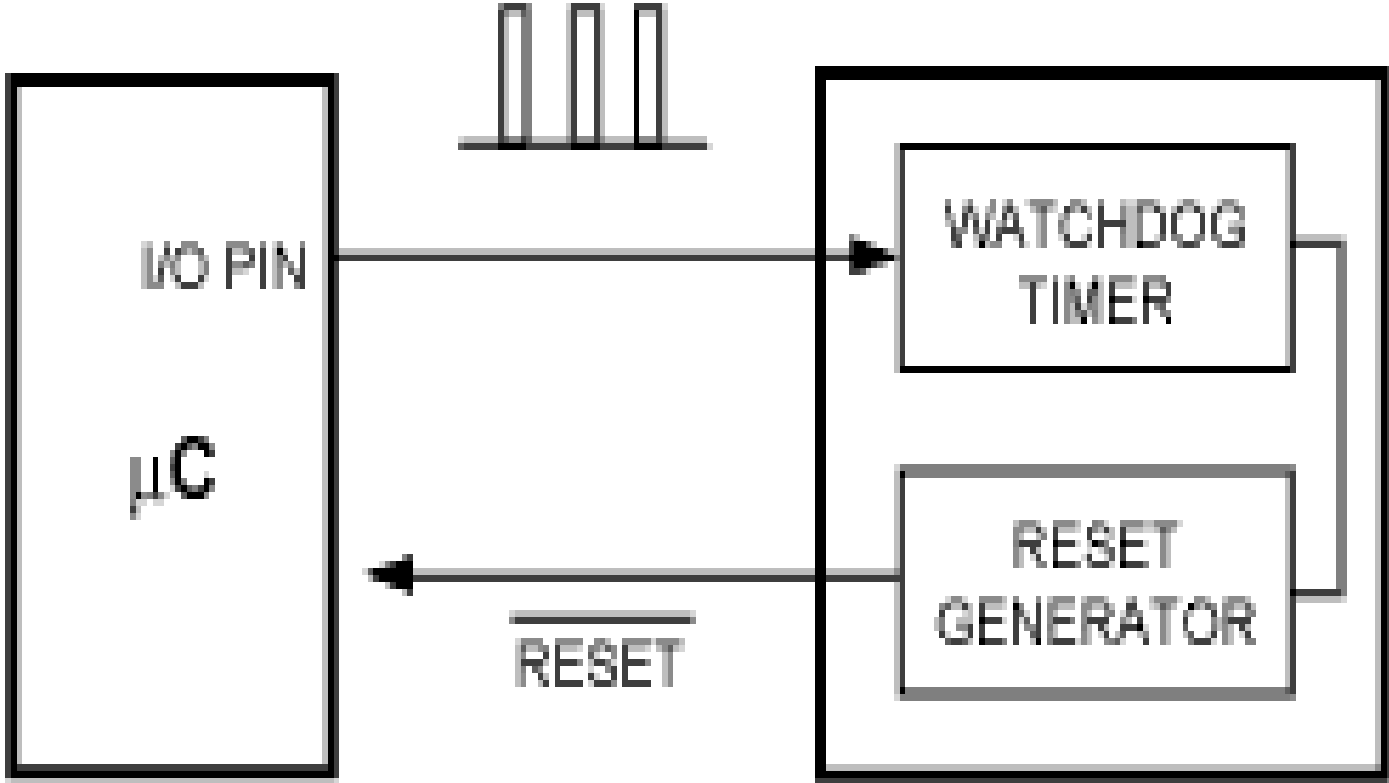 I/O PIN
μC
WATCHDOG
TIMER
RESET
GENERATOR
RESET